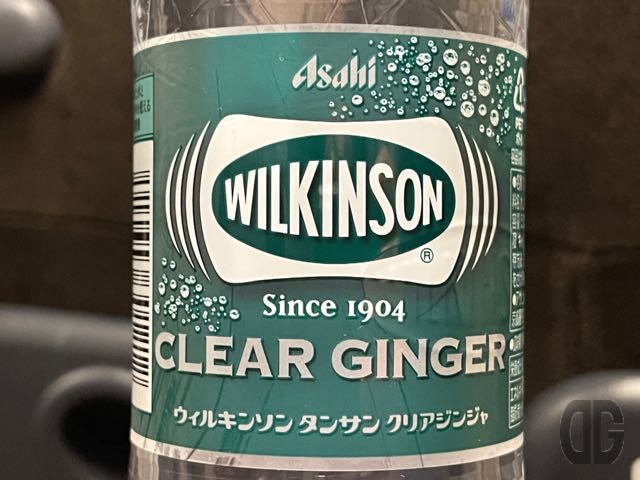 Asahi
WILKINSON
®
Since 1904
CLEAR GINGER
ウィルキンソン タンサン クリアジンジャ
DG